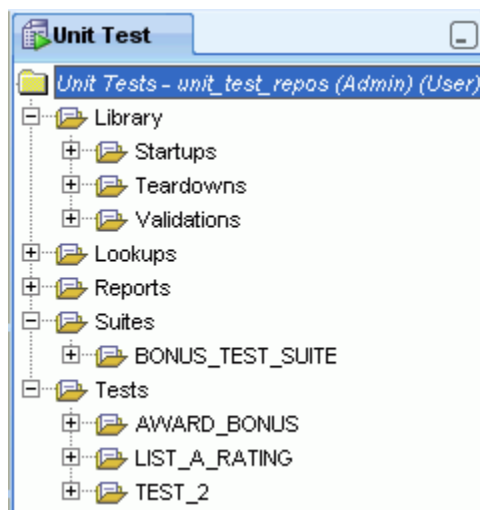 Unit Test
Unit Tests - unit_test_repos (Admin) (User)
Library
Startups
Teardowns
Validations
Lookups
Reports
Suites
BONUS_TEST_SUITE
Tests
AWARD_BONUS
LIST_A_RATING
TEST_2